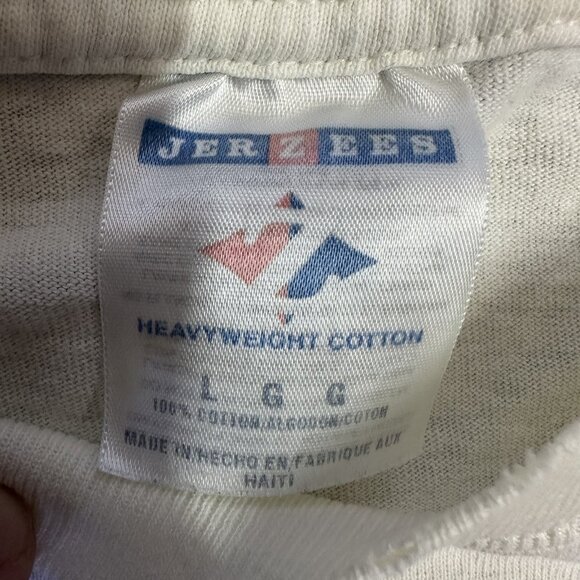 JERZEES
HEAVYWEIGHT COTTON
L G G
100% COTTON/ALGODON/COTON
MADE IN/HECHO EN/FABRIQUE AUX
HAITI